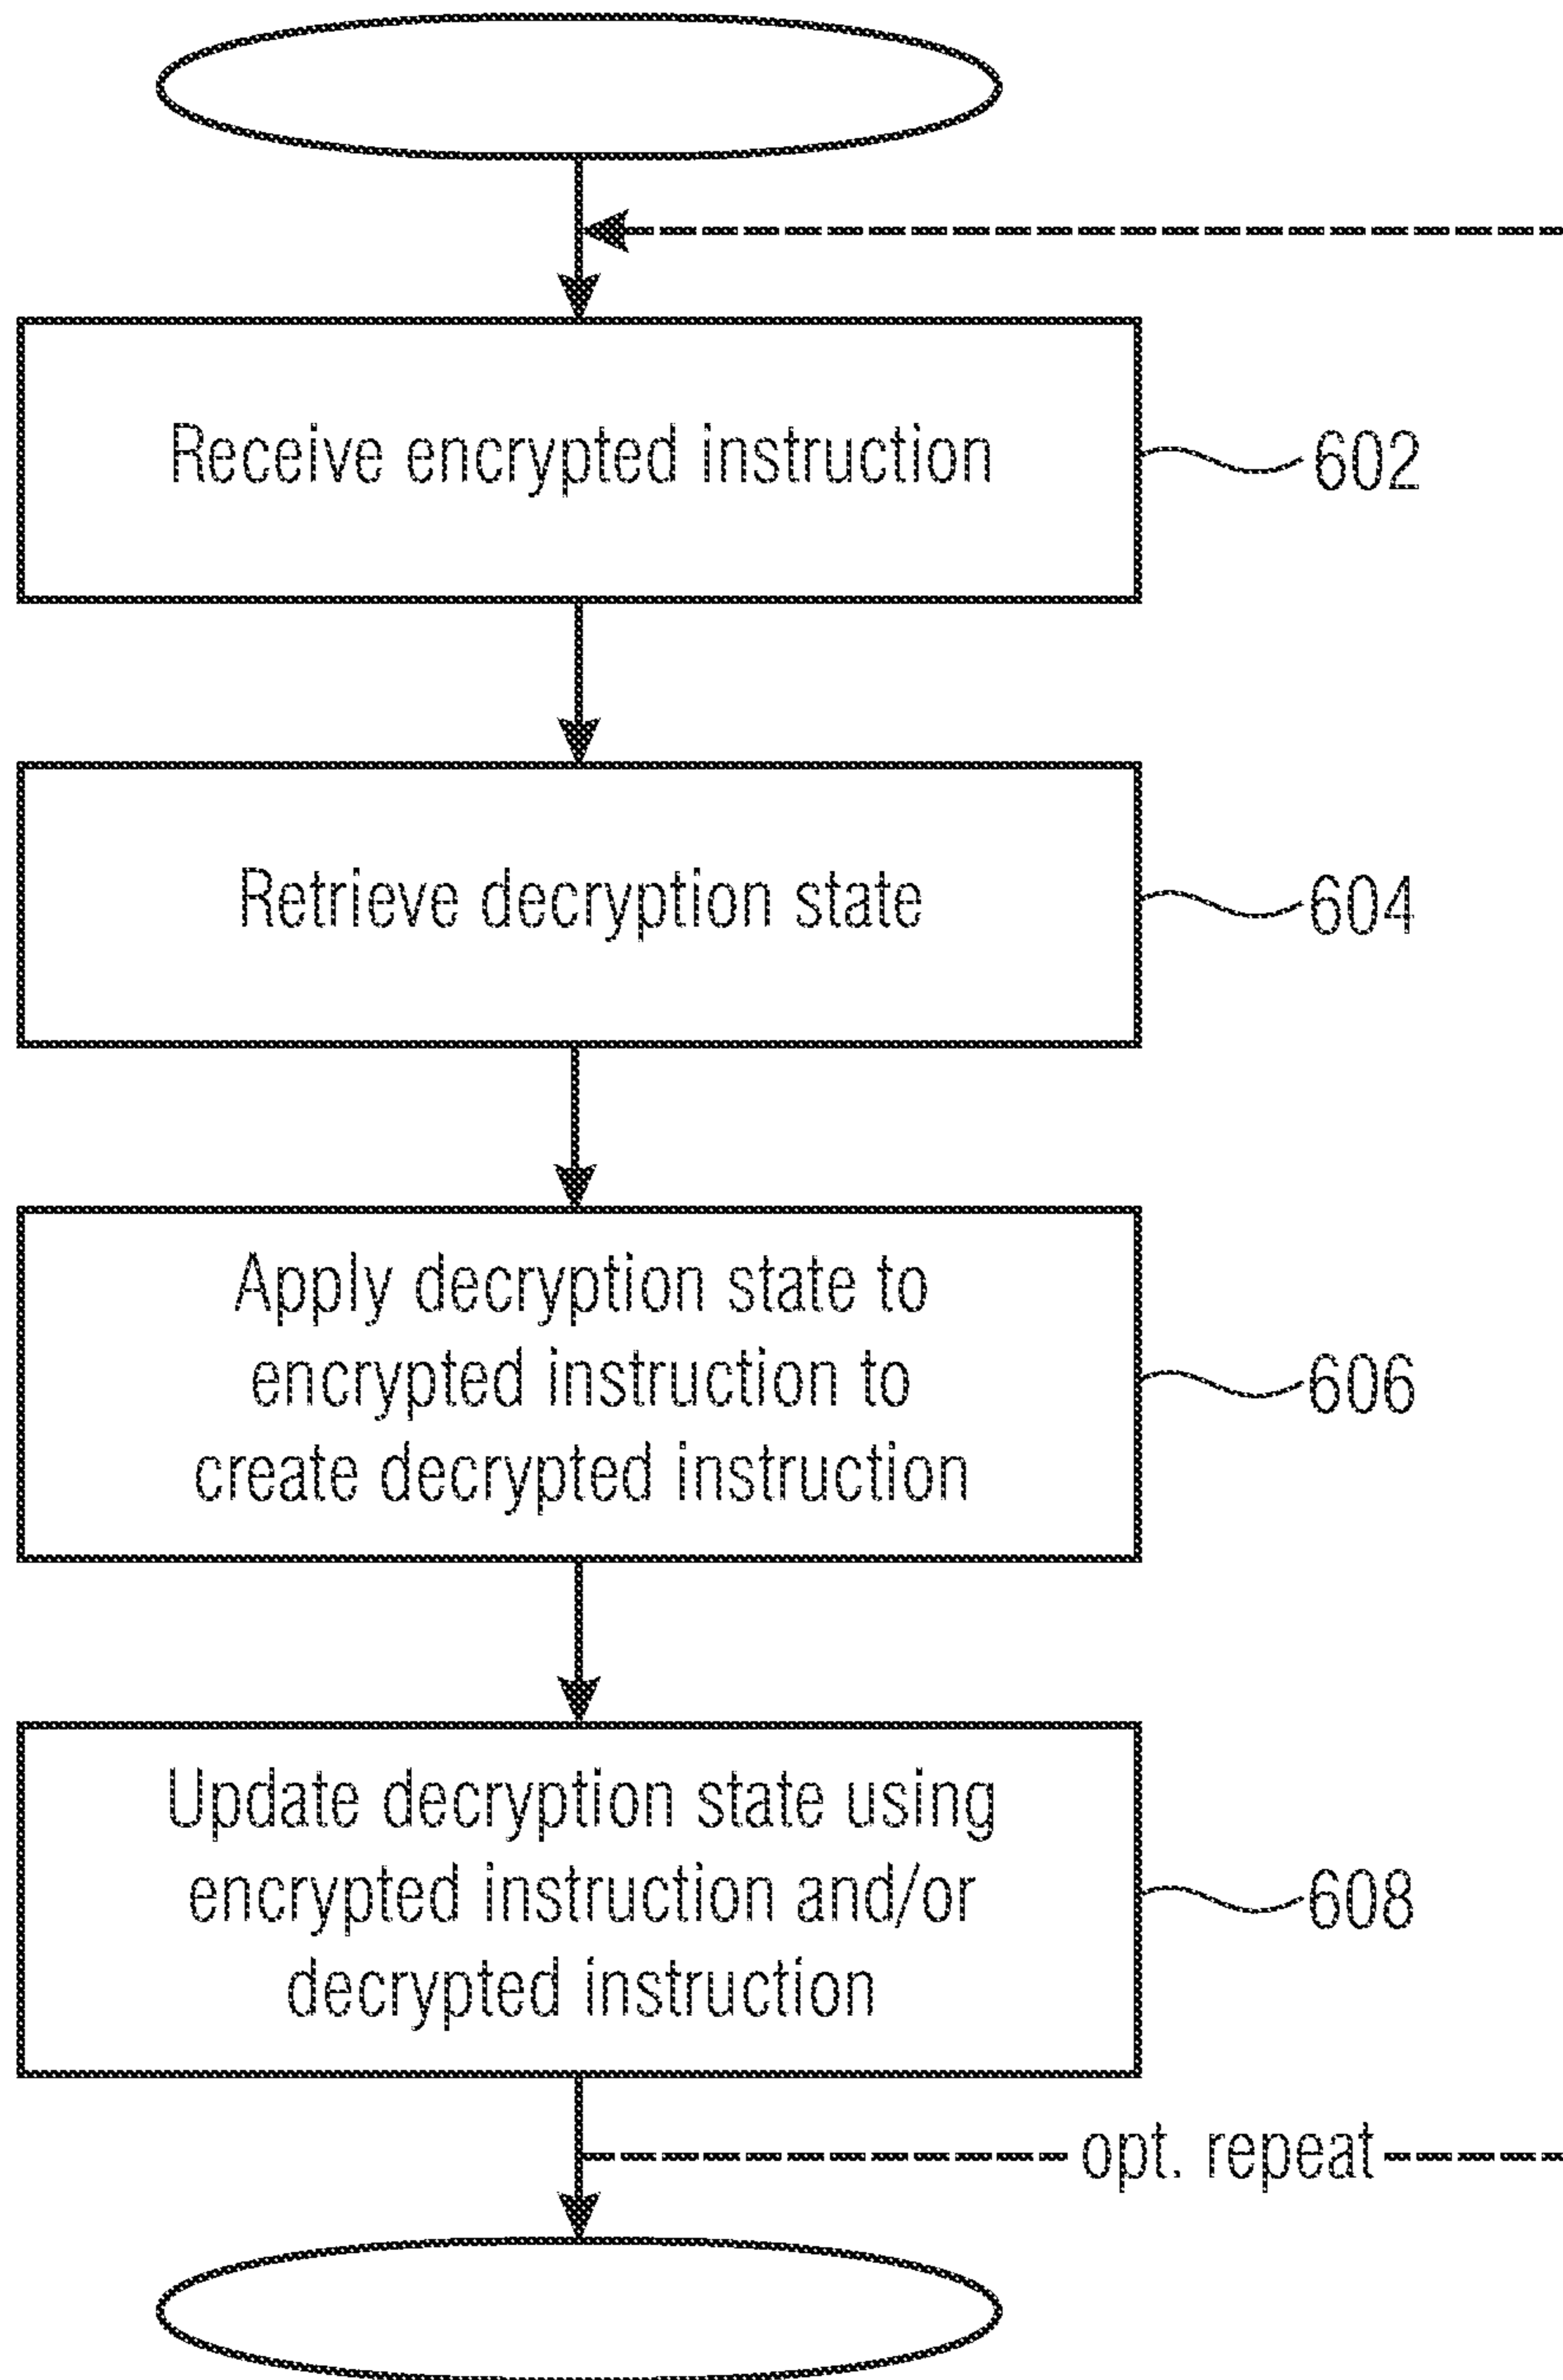 Receive encrypted instruction
602
Retrieve decryption state
604
Apply decryption state to
encrypted instruction to
create decrypted instruction
606
Update decryption state using
encrypted instruction and/or
decrypted instruction
608
opt. repeat